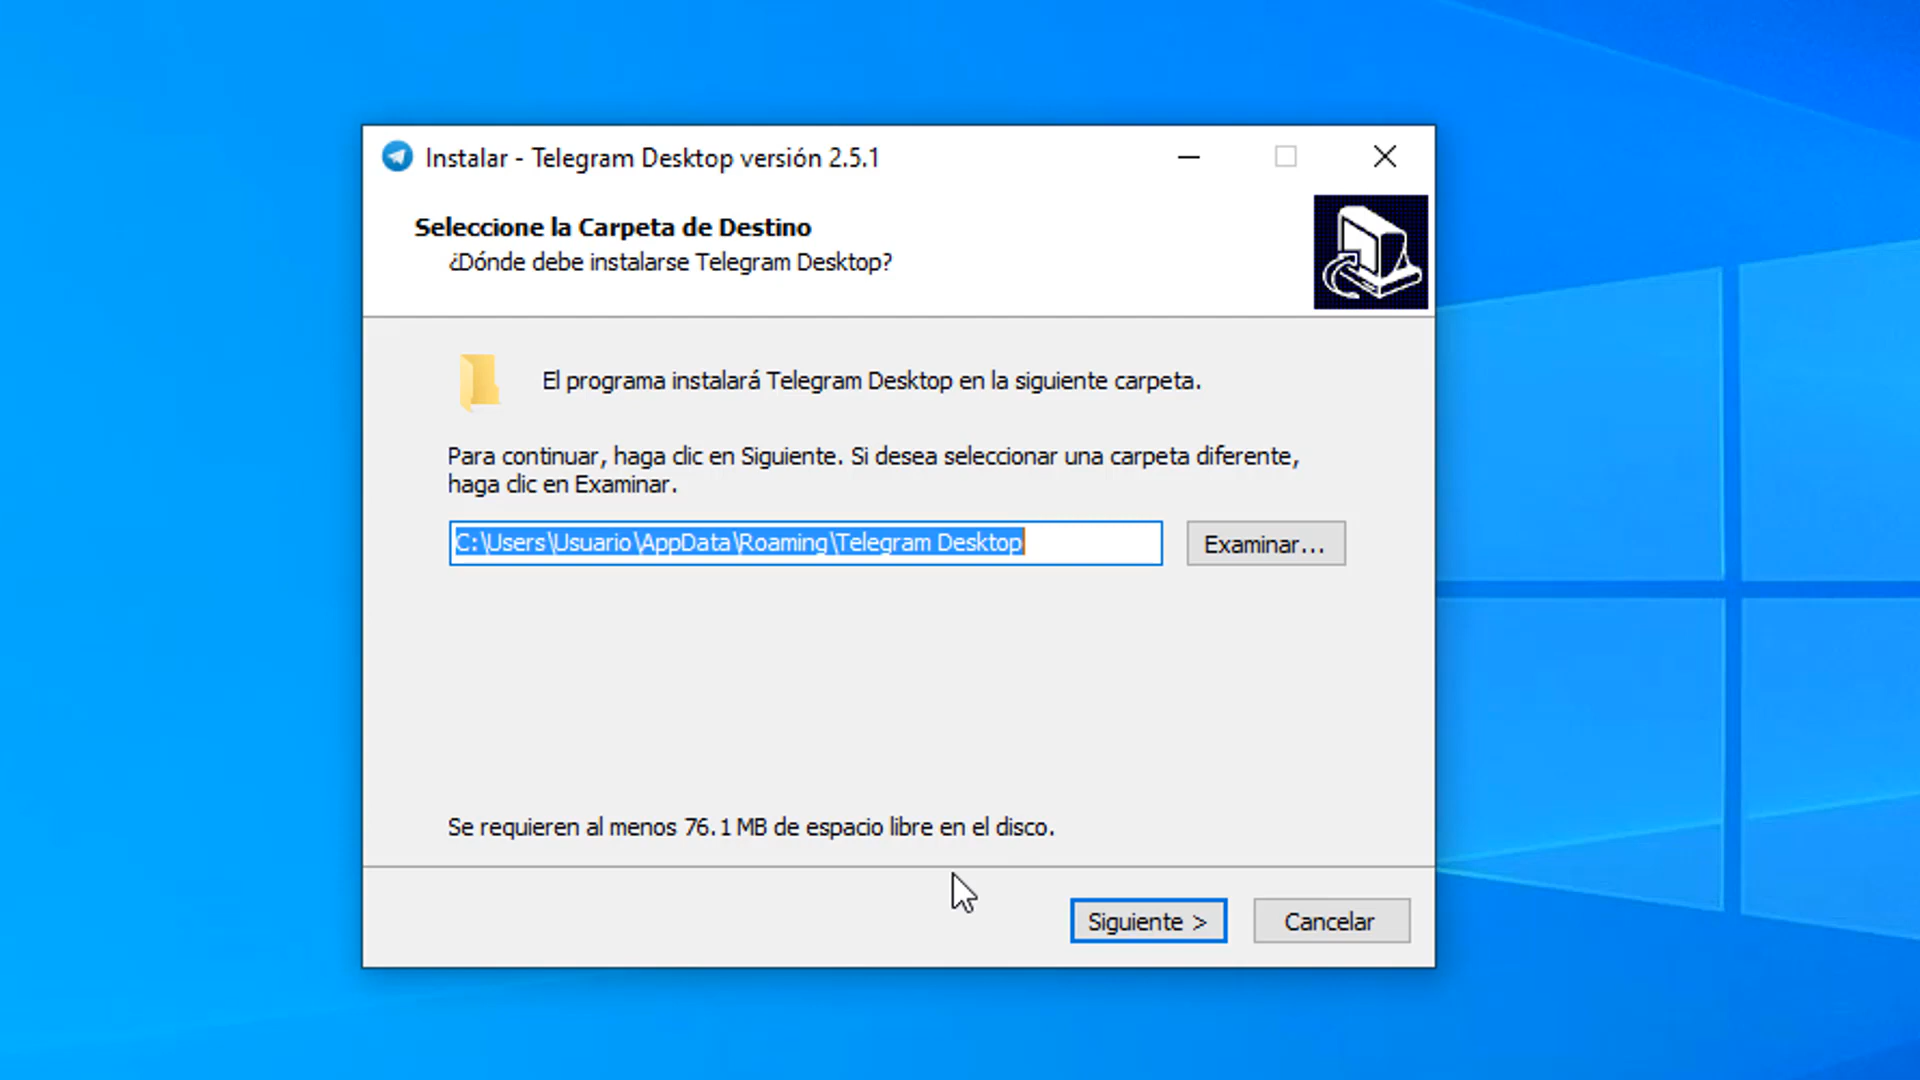 Instalar - Telegram Desktop versión 2.5.1
Seleccione la Carpeta de Destino
¿Dónde debe instalarse Telegram Desktop?
El programa instalará Telegram Desktop en la siguiente carpeta.
Para continuar, haga clic en Siguiente. Si desea seleccionar una carpeta diferente,
haga clic en Examinar.
C:\Users\Usuario\AppData\Roaming\Telegram Desktop
Examinar...
Se requieren al menos 76.1 MB de espacio libre en el disco.
Siguiente >
Cancelar